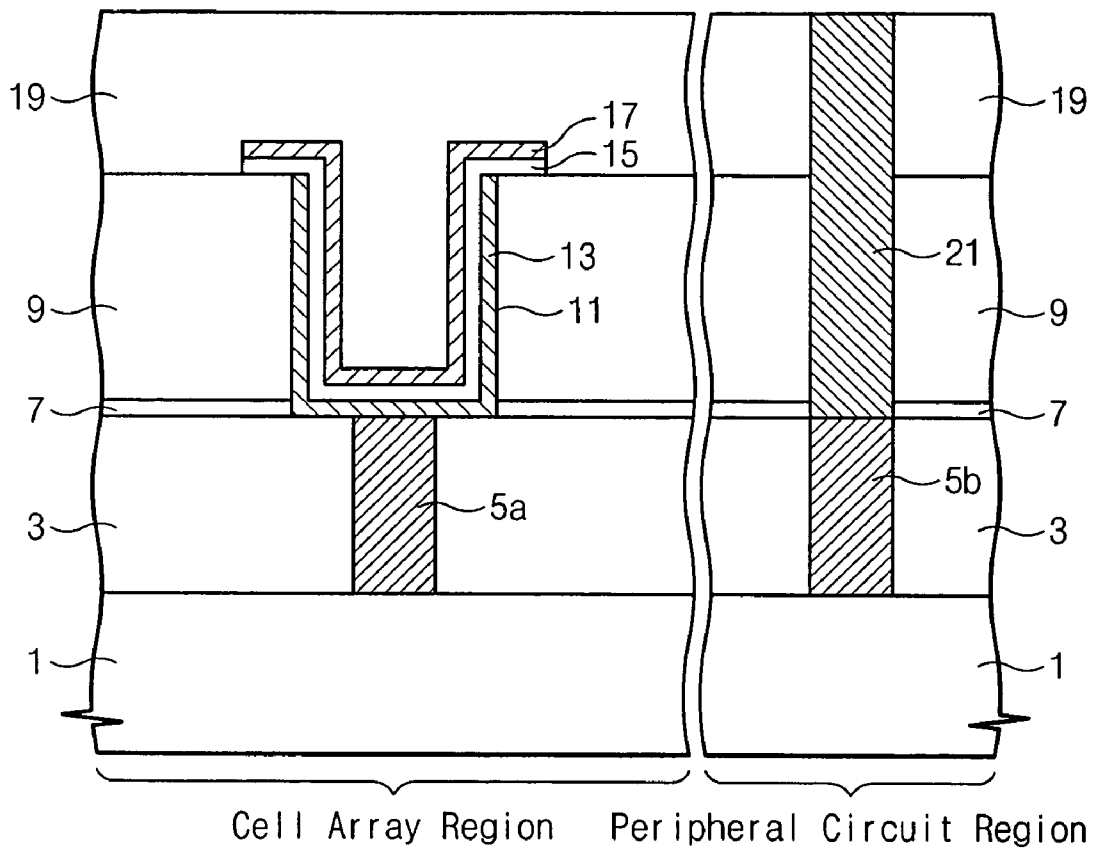 19 17 19
15
13 21
9 11 9
7 7
5a 5b
3 3
1 1
Cell Array Region Peripheral Circuit Region